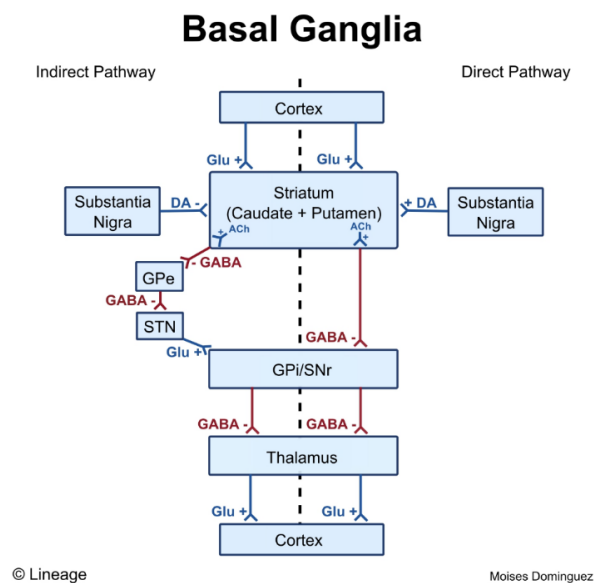 Basal Ganglia
Indirect Pathway
Direct Pathway
Cortex
Glu +
Glu +
Substantia
Nigra
DA -
Striatum
(Caudate + Putamen)
+ DA
Substantia
Nigra
+ ACh
ACh
+
- GABA
GPe
GABA -
STN
Glu +
GABA -
GPi/SNr
GABA -
GABA -
Thalamus
Glu +
Glu +
Cortex
© Lineage
Moises Dominguez